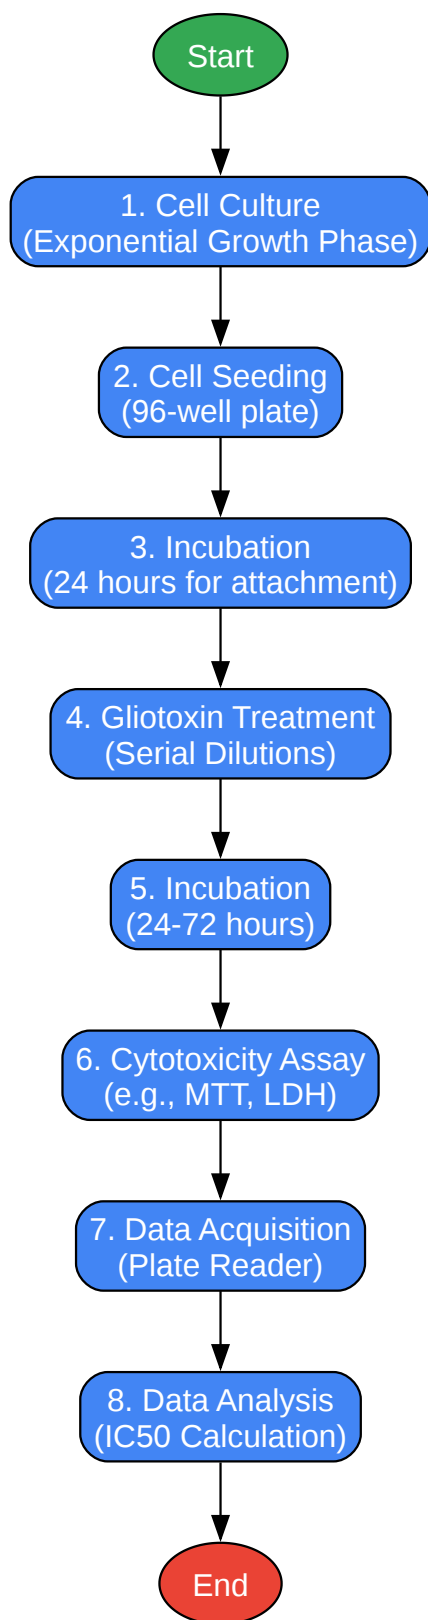 Start
1. Cell Culture
(Exponential Growth Phase)
2. Cell Seeding
(96-well plate)
3. Incubation
(24 hours for attachment)
4. Gliotoxin Treatment
(Serial Dilutions)
5. Incubation
(24-72 hours)
6. Cytotoxicity Assay
(e.g., MTT, LDH)
7. Data Acquisition
(Plate Reader)
8. Data Analysis
(IC50 Calculation)
End